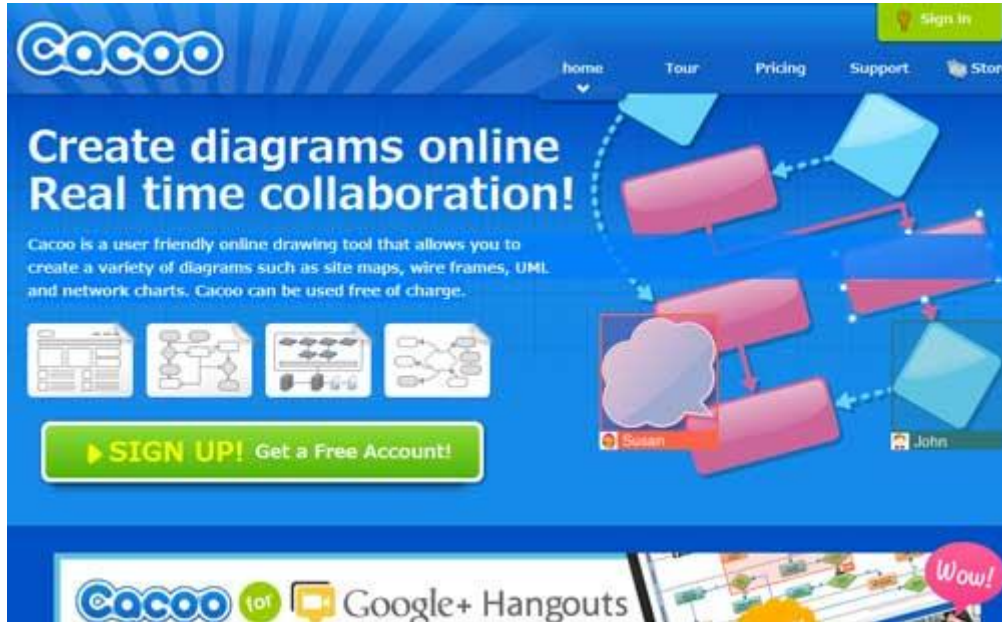 Cacoo
Sign In
home
Tour
Pricing
Support
Stor
Create diagrams online
Real time collaboration!
Cacoo is a user friendly online drawing tool that allows you to
create a variety of diagrams such as site maps, wire frames, UML
and network charts. Cacoo can be used free of charge.
Susan
John
SIGN UP! Get a Free Account!
Wow!
Cacoo for Google+ Hangouts